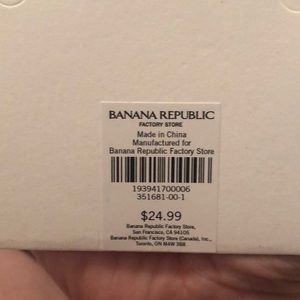 BANANA REPUBLIC
FACTORY STORE
Made in China
Manufactured for
Banana Republic Factory Store
193941700006
351681-00-1
$24.99
Banana Republic Factory Store,
San Francisco, CA 94105
Banana Republic Factory Store (Canada), Inc.,
Toronto, ON M4W 3B8